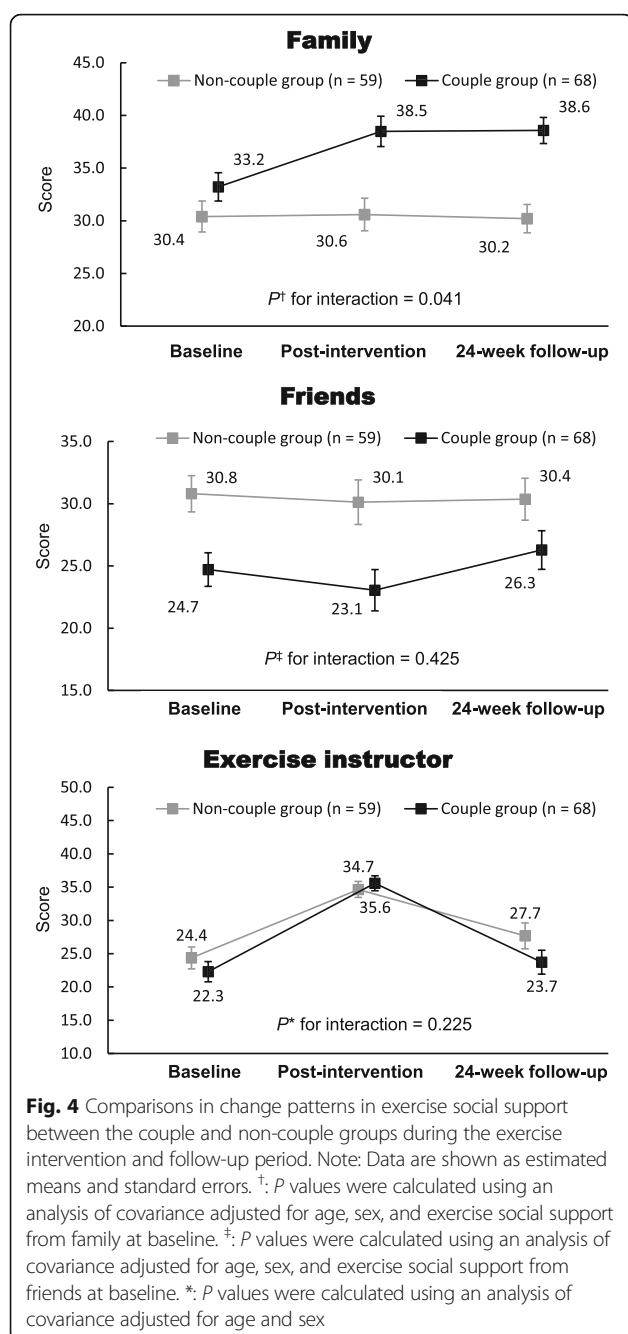 Family
45.0
Non-couple group (n = 59) Couple group (n = 68)
40.0
38.5
38.6
35.0
33.2
Score
30.0
30.4
30.6
30.2
25.0
P† for interaction = 0.041
20.0
Baseline Post-intervention 24-week follow-up
Friends
35.0
Non-couple group (n = 59) Couple group (n = 68)
30.8
30.1
30.4
30.0
Score
25.0
24.7
23.1
26.3
20.0
P‡ for interaction = 0.425
15.0
Baseline Post-intervention 24-week follow-up
Exercise instructor
50.0
Non-couple group (n = 59) Couple group (n = 68)
45.0
40.0
34.7
35.0
35.6
Score
30.0
27.7
24.4
25.0
22.3
23.7
20.0
15.0
P* for interaction = 0.225
10.0
Baseline Post-intervention 24-week follow-up
Fig. 4 Comparisons in change patterns in exercise social support
between the couple and non-couple groups during the exercise
intervention and follow-up period. Note: Data are shown as estimated
means and standard errors. †: P values were calculated using an
analysis of covariance adjusted for age, sex, and exercise social support
from family at baseline. ‡: P values were calculated using an analysis of
covariance adjusted for age, sex, and exercise social support from
friends at baseline. *: P values were calculated using an analysis of
covariance adjusted for age and sex